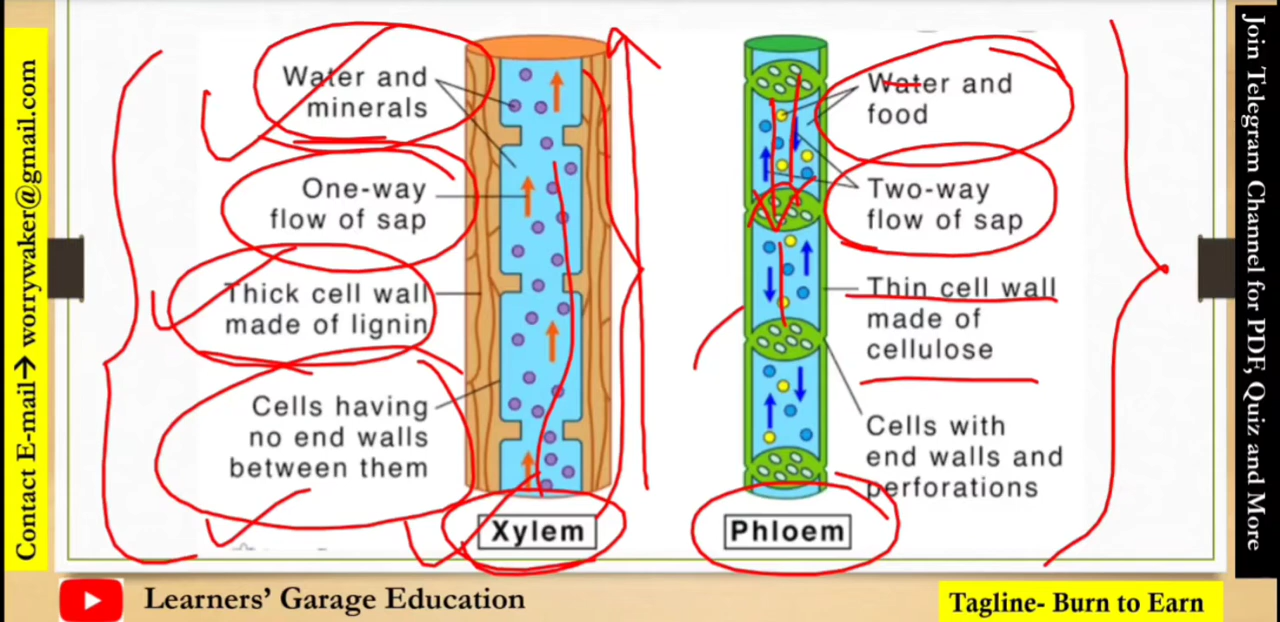 Contact E-mail→ worrywaker@gmail.com
Water and
minerals
One-way
flow of sap
Thick cell wall
made of lignin
Cells having
no end walls
between them
Xylem
Water and
food
Two-way
flow of sap
Thin cell wall
made of
cellulose
Cells with
end walls and
perforations
Phloem
Join Telegram Channel for PDF, Quiz and More
Learners' Garage Education
Tagline- Burn to Earn